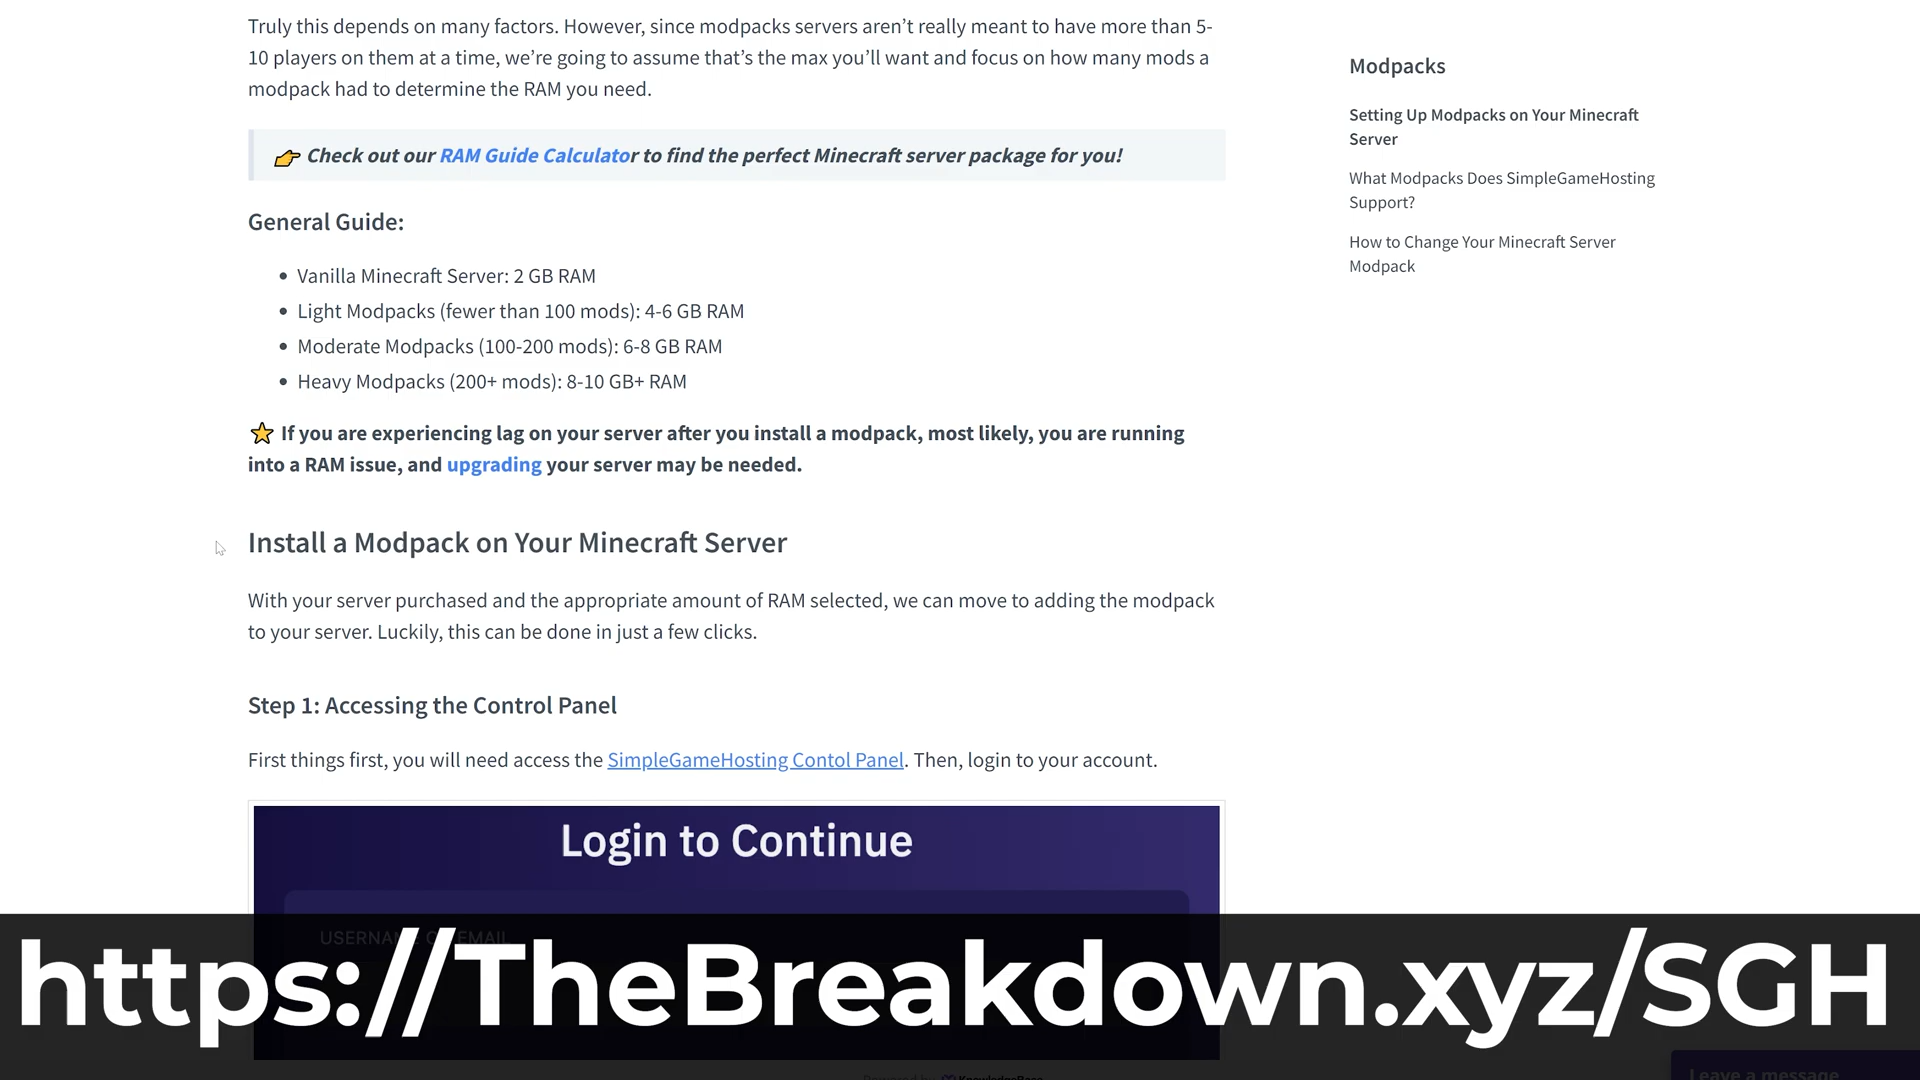 Truly this depends on many factors. However, since modpacks servers aren’t really meant to have more than 5-
10 players on them at a time, we’re going to assume that’s the max you’ll want and focus on how many mods a
modpack had to determine the RAM you need.
👉 Check out our RAM Guide Calculator to find the perfect Minecraft server package for you!
General Guide:
• Vanilla Minecraft Server: 2 GB RAM
• Light Modpacks (fewer than 100 mods): 4-6 GB RAM
• Moderate Modpacks (100-200 mods): 6-8 GB RAM
• Heavy Modpacks (200+ mods): 8-10 GB+ RAM
⭐ If you are experiencing lag on your server after you install a modpack, most likely, you are running
into a RAM issue, and upgrading your server may be needed.
Install a Modpack on Your Minecraft Server
With your server purchased and the appropriate amount of RAM selected, we can move to adding the modpack
to your server. Luckily, this can be done in just a few clicks.
Step 1: Accessing the Control Panel
First things first, you will need access the SimpleGameHosting Contol Panel. Then, login to your account.
Login to Continue
USERNAME OR EMAIL
https://TheBreakdown.xyz/SGH
Modpacks
Setting Up Modpacks on Your Minecraft
Server
What Modpacks Does SimpleGameHosting
Support?
How to Change Your Minecraft Server
Modpack
Leave a message